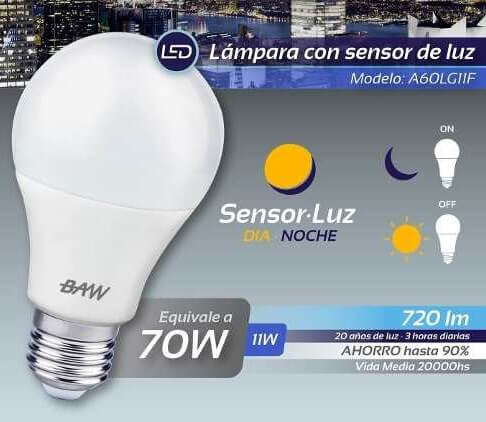 LED
Lámpara con sensor de luz
Modelo: A60LG11F
ON
Sensor·Luz
DIA · NOCHE
OFF
BAW
Equivale a
70W
11W
720 lm
20 años de luz - 3 horas diarias
AHORRO hasta 90%
Vida Media 20000hs